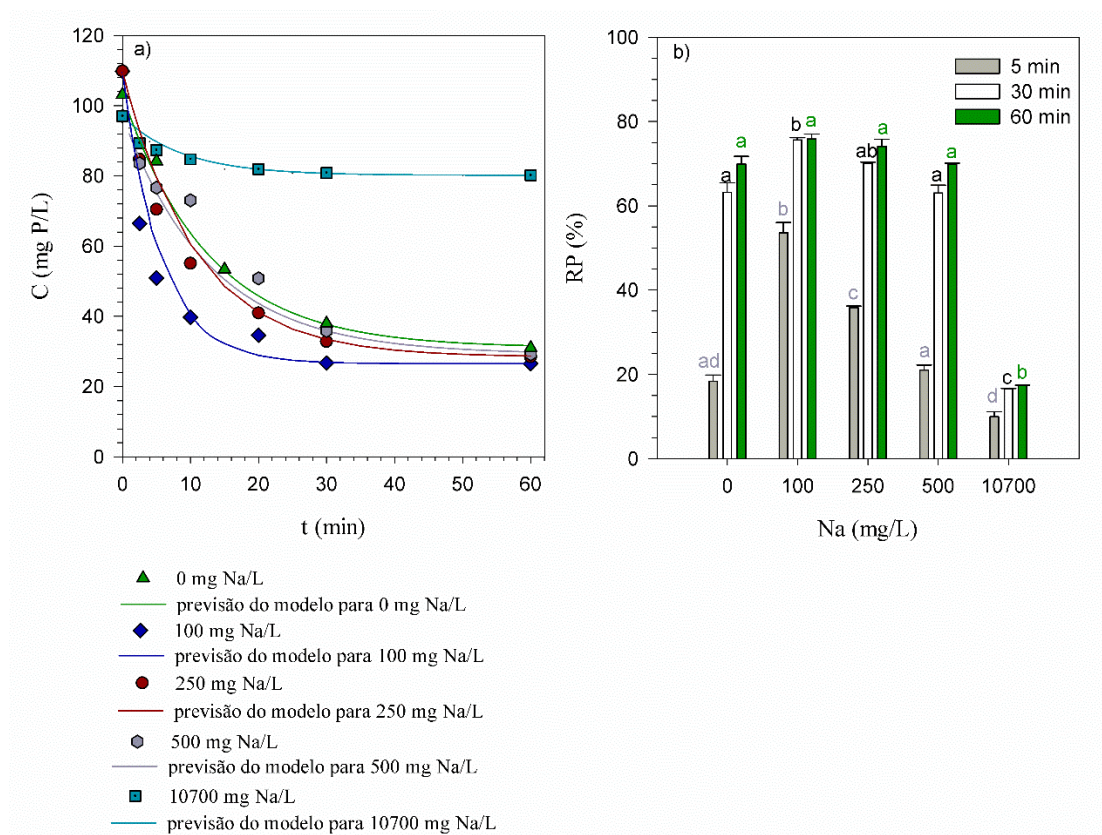 a)
C (mg P/L)
120
100
80
60
40
20
0
0 10 20 30 40 50 60
t (min)
b)
RP (%)
100
80
60
40
20
0
5 min
30 min
60 min
ad a a
b b a
c ab a
a a a
d c b
0 100 250 500 10700
Na (mg/L)
0 mg Na/L
previsão do modelo para 0 mg Na/L
100 mg Na/L
previsão do modelo para 100 mg Na/L
250 mg Na/L
previsão do modelo para 250 mg Na/L
500 mg Na/L
previsão do modelo para 500 mg Na/L
10700 mg Na/L
previsão do modelo para 10700 mg Na/L